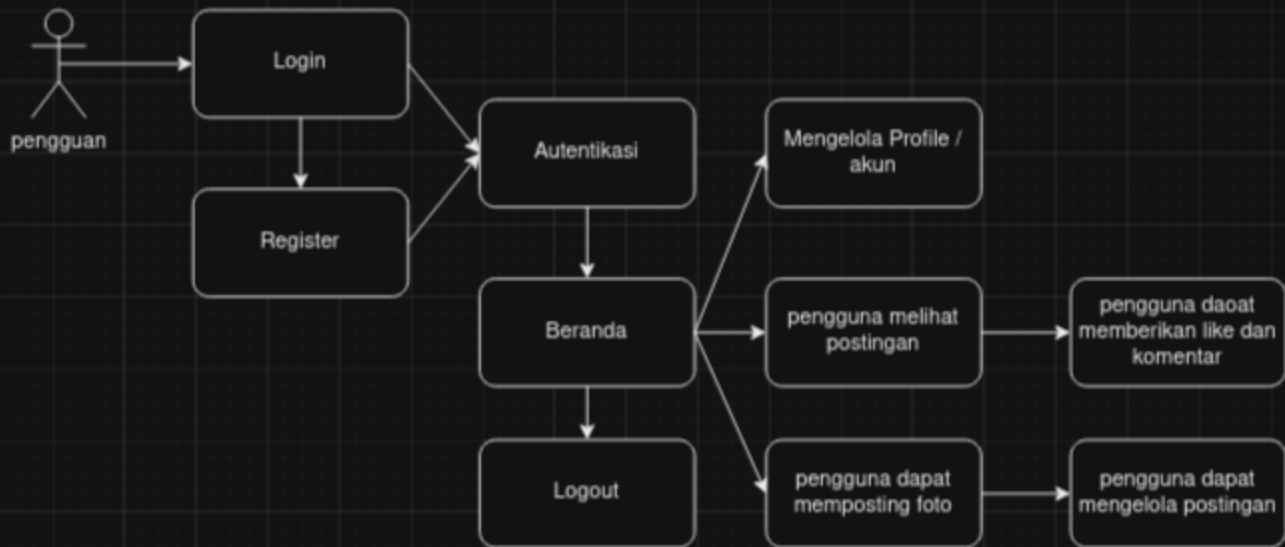 Login
pengguan
Register
Autentikasi
Mengelola Profile /
akun
Beranda
pengguna melihat
postingan
pengguna daoat
memberikan like dan
komentar
Logout
pengguna dapat
memposting foto
pengguna dapat
mengelola postingan